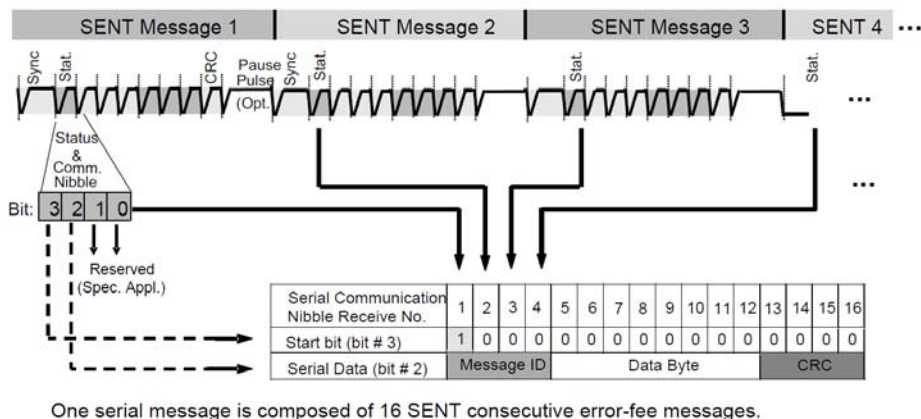 SENT Message 1 SENT Message 2 SENT Message 3 SENT 4 ...
Sync Stat. CRC Pause Pulse (Opt. Sync Stat. Stat. Stat. ...
Status & Comm. Nibble
...
Bit: 3 2 1 0
Reserved (Spec. Appl.)
Serial Communication Nibble Receive No. 1 2 3 4 5 6 7 8 9 10 11 12 13 14 15 16
Start bit (bit # 3) 1 0 0 0 0 0 0 0 0 0 0 0 0 0 0 0
Serial Data (bit # 2) Message ID Data Byte CRC
One serial message is composed of 16 SENT consecutive error-fee messages.